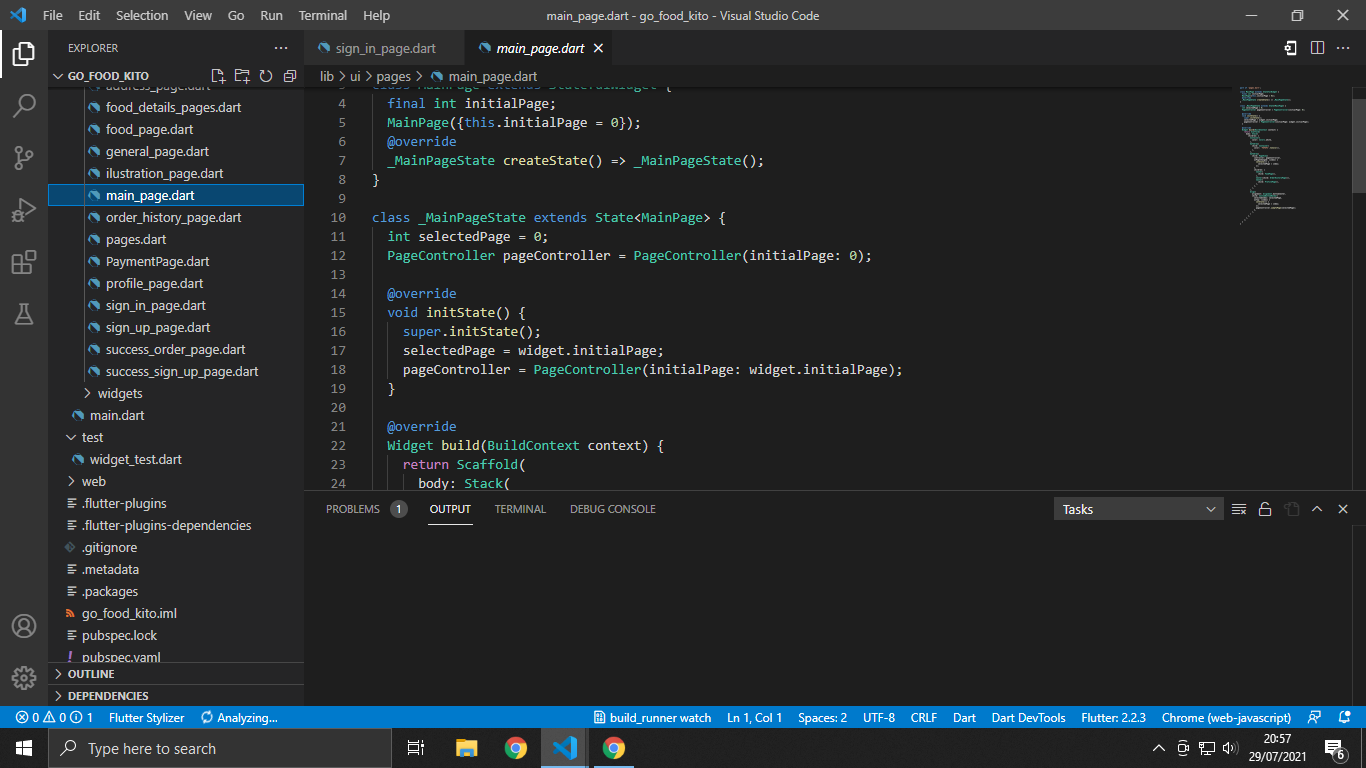 File Edit Selection View Go Run Terminal Help
main_page.dart - go_food_kito - Visual Studio Code
EXPLORER
GO_FOOD_KITO
address_page.dart
food_details_pages.dart
food_page.dart
general_page.dart
ilustration_page.dart
main_page.dart
order_history_page.dart
pages.dart
PaymentPage.dart
profile_page.dart
sign_in_page.dart
sign_up_page.dart
success_order_page.dart
success_sign_up_page.dart
widgets
main.dart
test
widget_test.dart
web
.flutter-plugins
.flutter-plugins-dependencies
.gitignore
.metadata
.packages
go_food_kito.iml
pubspec.lock
pubspec.yaml
OUTLINE
DEPENDENCIES
sign_in_page.dart
main_page.dart
lib > ui > pages > main_page.dart
3 class MainPage extends StatefulWidget {
4 final int initialPage;
5 MainPage({this.initialPage = 0});
6 @override
7 _MainPageState createState() => _MainPageState();
8 }
9
10 class _MainPageState extends State<MainPage> {
11 int selectedPage = 0;
12 PageController pageController = PageController(initialPage: 0);
13
14 @override
15 void initState() {
16 super.initState();
17 selectedPage = widget.initialPage;
18 pageController = PageController(initialPage: widget.initialPage);
19 }
20
21 @override
22 Widget build(BuildContext context) {
23 return Scaffold(
24 body: Stack(
PROBLEMS 1 OUTPUT TERMINAL DEBUG CONSOLE
Tasks
0 0 1 Flutter Stylizer Analyzing...
build_runner watch Ln 1, Col 1 Spaces: 2 UTF-8 CRLF Dart Dart DevTools Flutter: 2.2.3 Chrome (web-javascript)
Type here to search
20:57
29/07/2021
6